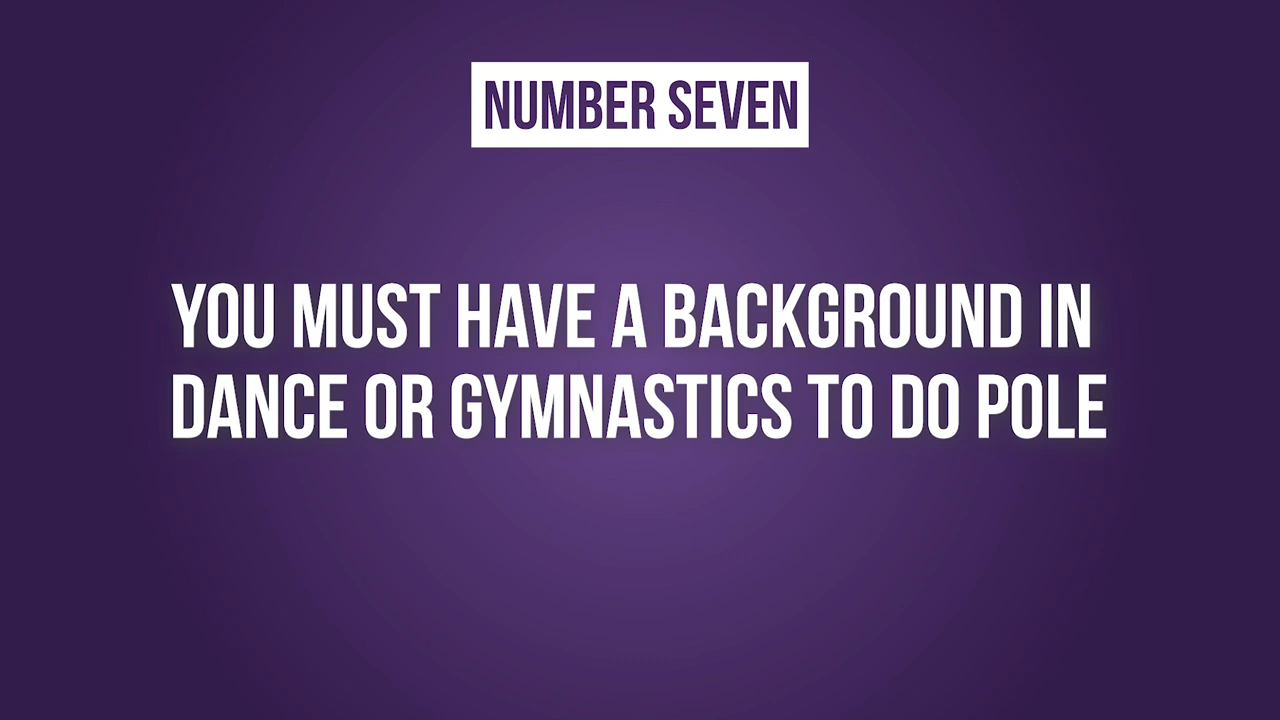 NUMBER SEVEN
YOU MUST HAVE A BACKGROUND IN
DANCE OR GYMNASTICS TO DO POLE